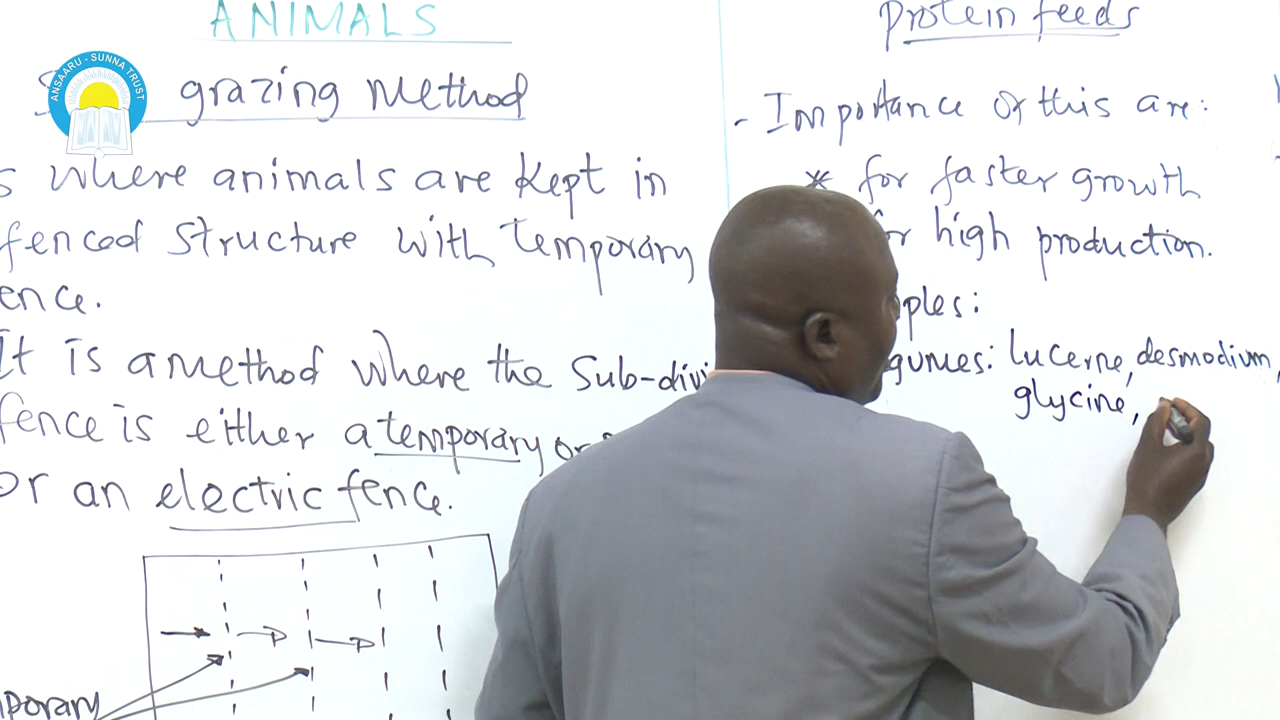 ANIMALS
grazing method
s where animals are kept in
fenced structure with temporary
ence.
It is a method where the Sub-divi
fence is either a temporary or
or an electric fence.
porary
Protein feeds
- Importance of this are:
* for faster growth
for high production.
ples:
gumes: lucerne, desmodium,
glycine,
ANSAARU - SUNNA TRUST